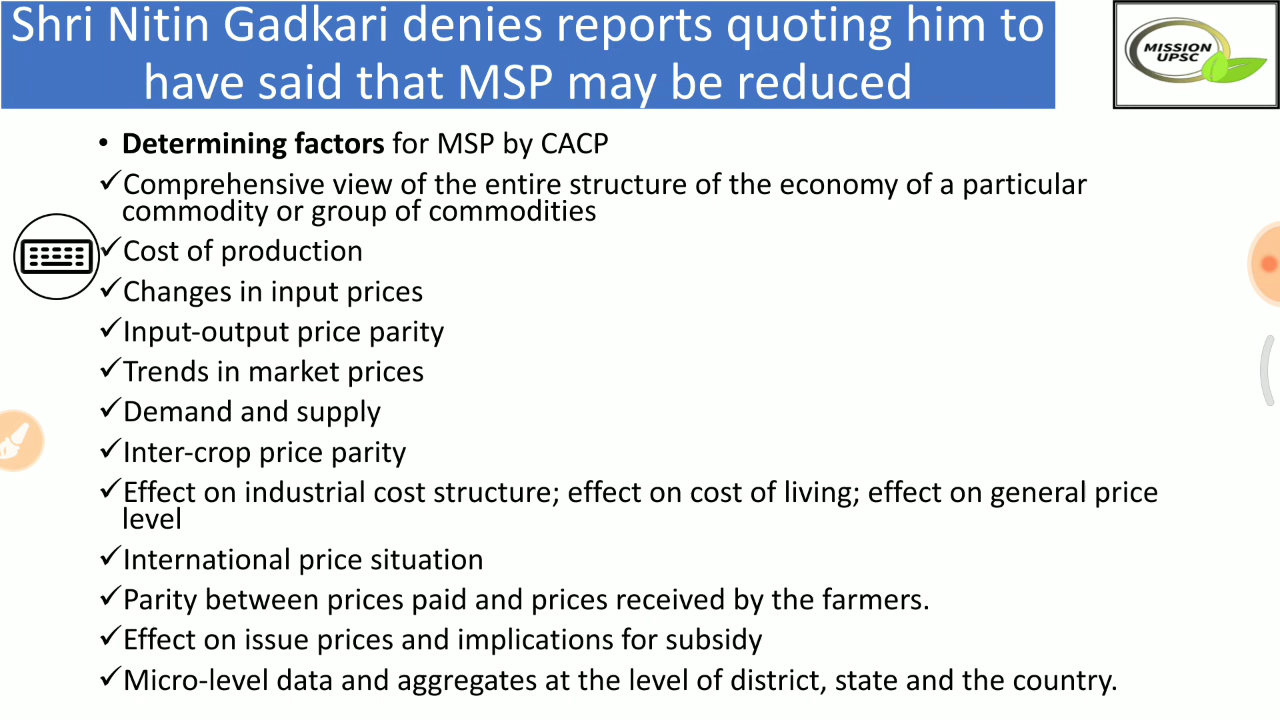 Shri Nitin Gadkari denies reports quoting him to
have said that MSP may be reduced
MISSION
UPSC
• Determining factors for MSP by CACP
✓Comprehensive view of the entire structure of the economy of a particular
commodity or group of commodities
✓Cost of production
✓Changes in input prices
✓Input-output price parity
✓Trends in market prices
✓Demand and supply
✓Inter-crop price parity
✓Effect on industrial cost structure; effect on cost of living; effect on general price
level
✓International price situation
✓Parity between prices paid and prices received by the farmers.
✓Effect on issue prices and implications for subsidy
✓Micro-level data and aggregates at the level of district, state and the country.